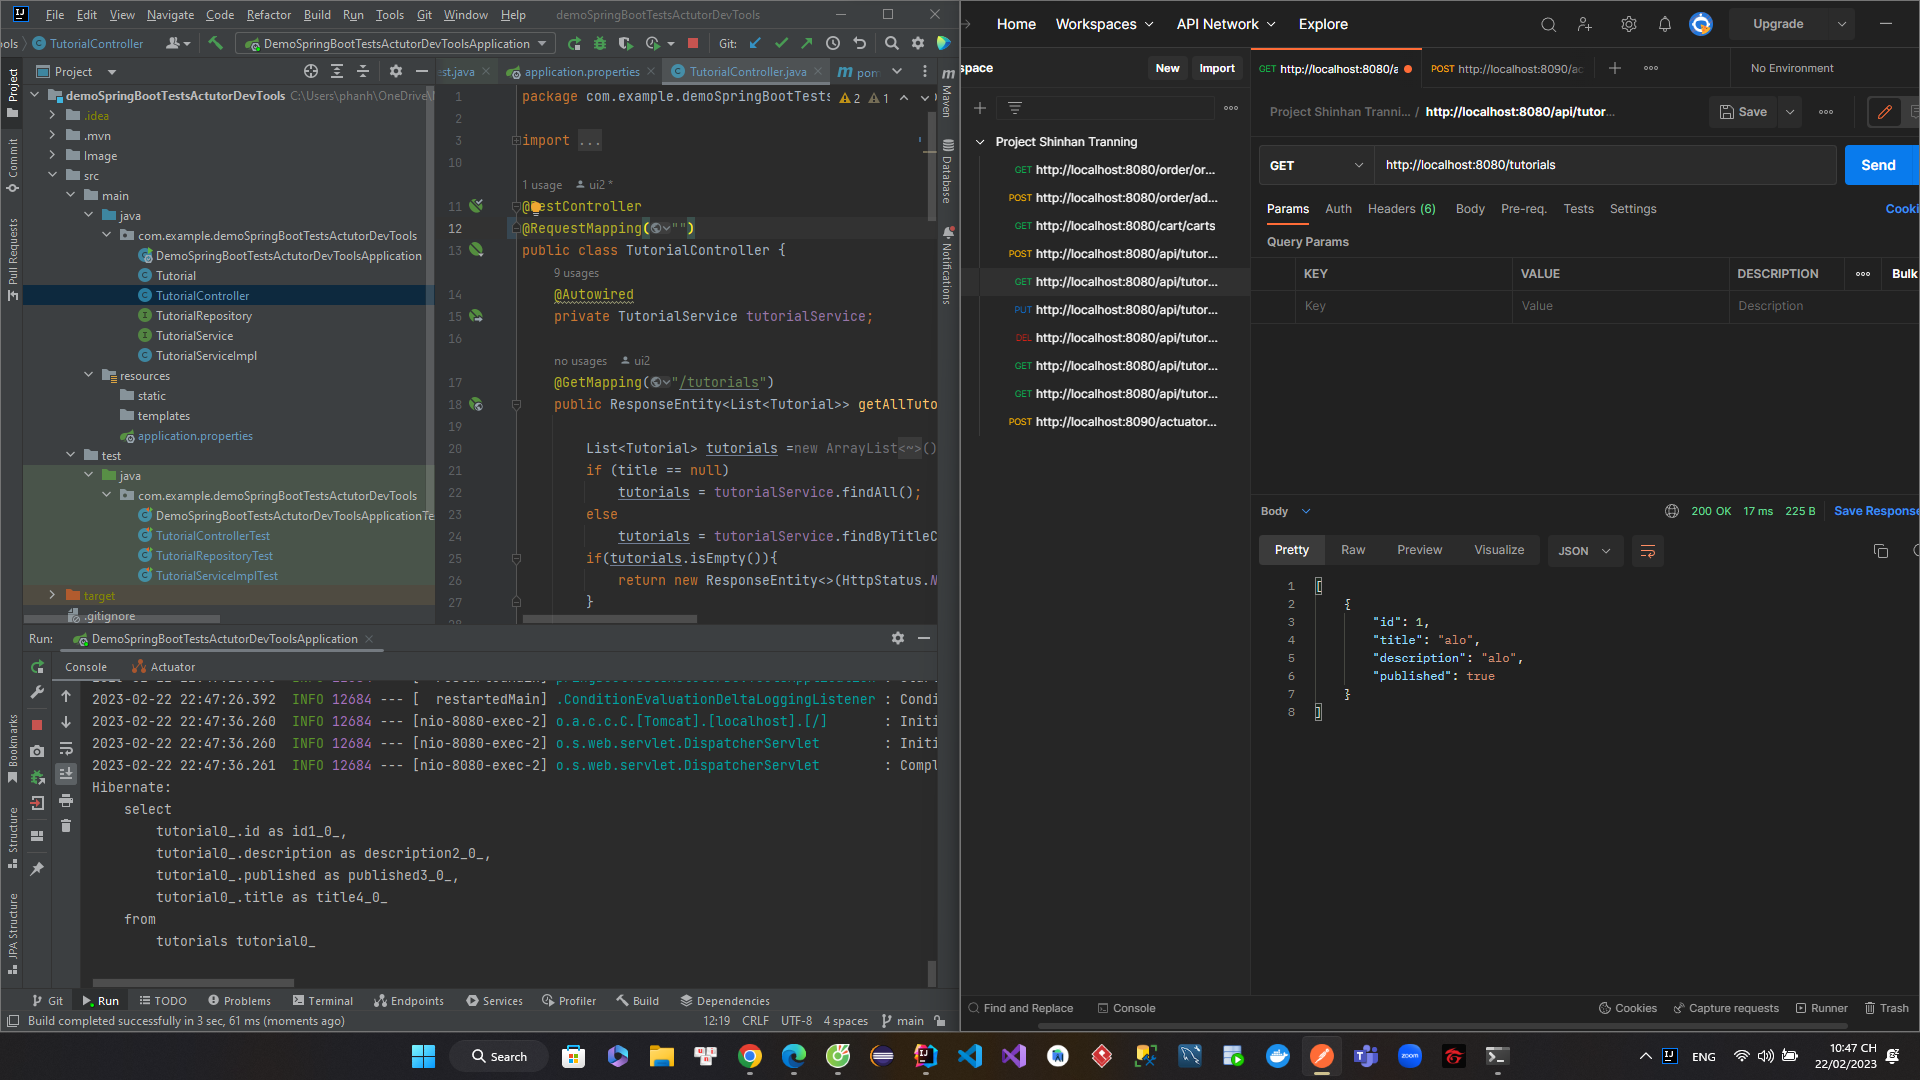 File Edit View Navigate Code Refactor Build Run Tools Git Window Help demoSpringBootTestsActutorDevTools
ols TutorialController DemoSpringBootTestsActutorDevToolsApplication Git:
Project
est.java application.properties TutorialController.java pom
Project
Commit
Pull Requests
Bookmarks
Structure
JPA Structure
demoSpringBootTestsActutorDevTools C:\Users\phanh\OneDrive\
.idea
.mvn
Image
src
main
java
com.example.demoSpringBootTestsActutorDevTools
DemoSpringBootTestsActutorDevToolsApplication
Tutorial
TutorialController
TutorialRepository
TutorialService
TutorialServiceImpl
resources
static
templates
application.properties
test
java
com.example.demoSpringBootTestsActutorDevTools
DemoSpringBootTestsActutorDevToolsApplicationTe
TutorialControllerTest
TutorialRepositoryTest
TutorialServiceImplTest
target
.gitignore
1 package com.example.demoSpringBootTests 2 1
2
3 import ...
10
1 usage ui2 *
11 @RestController
12 @RequestMapping("")
13 public class TutorialController {
9 usages
14 @Autowired
15 private TutorialService tutorialService;
16
no usages ui2
17 @GetMapping("/tutorials")
18 public ResponseEntity<List<Tutorial>> getAllTuto
19
20 List<Tutorial> tutorials =new ArrayList<~>()
21 if (title == null)
22 tutorials = tutorialService.findAll();
23 else
24 tutorials = tutorialService.findByTitleC
25 if(tutorials.isEmpty()){
26 return new ResponseEntity<>(HttpStatus.N
27 }
28
Maven
Database
Notifications
Run: DemoSpringBootTestsActutorDevToolsApplication
Console Actuator
2023-02-22 22:47:26.392 INFO 12684 --- [ restartedMain] .ConditionEvaluationDeltaLoggingListener : Condi
2023-02-22 22:47:36.260 INFO 12684 --- [nio-8080-exec-2] o.a.c.c.C.[Tomcat].[localhost].[/] : Initi
2023-02-22 22:47:36.260 INFO 12684 --- [nio-8080-exec-2] o.s.web.servlet.DispatcherServlet : Initi
2023-02-22 22:47:36.261 INFO 12684 --- [nio-8080-exec-2] o.s.web.servlet.DispatcherServlet : Compl
Hibernate:
select
tutorial0_.id as id1_0_,
tutorial0_.description as description2_0_,
tutorial0_.published as published3_0_,
tutorial0_.title as title4_0_
from
tutorials tutorial0_
Git Run TODO Problems Terminal Endpoints Services Profiler Build Dependencies
Build completed successfully in 3 sec, 61 ms (moments ago) 12:19 CRLF UTF-8 4 spaces main
Home Workspaces API Network Explore Upgrade
space New Import
GET http://localhost:8080/a POST http://localhost:8090/ac No Environment
Project Shinhan Tranning
GET http://localhost:8080/order/or...
POST http://localhost:8080/order/ad...
GET http://localhost:8080/cart/carts
POST http://localhost:8080/api/tutor...
GET http://localhost:8080/api/tutor...
PUT http://localhost:8080/api/tutor...
DEL http://localhost:8080/api/tutor...
GET http://localhost:8080/api/tutor...
GET http://localhost:8080/api/tutor...
POST http://localhost:8090/actuator...
Project Shinhan Tranni... / http://localhost:8080/api/tutor... Save
GET http://localhost:8080/tutorials Send
Params Auth Headers (6) Body Pre-req. Tests Settings Cooki
Query Params
KEY VALUE DESCRIPTION Bulk
Key Value Description
Body 200 OK 17 ms 225 B Save Response
Pretty Raw Preview Visualize JSON
1 [
2 {
3 "id": 1,
4 "title": "alo",
5 "description": "alo",
6 "published": true
7 }
8 ]
Find and Replace Console Cookies Capture requests Runner Trash
Search ENG 10:47 CH
22/02/2023